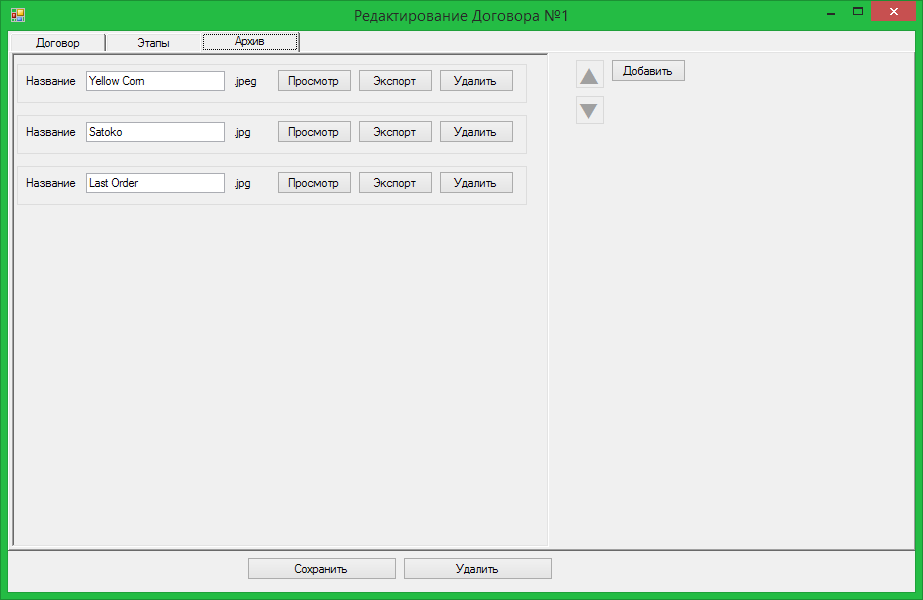 Редактирование Договора №1
Договор Этапы Архив
Название Yellow Corn .jpeg Просмотр Экспорт Удалить
Добавить
Название Satoko .jpg Просмотр Экспорт Удалить
Название Last Order .jpg Просмотр Экспорт Удалить
Сохранить Удалить